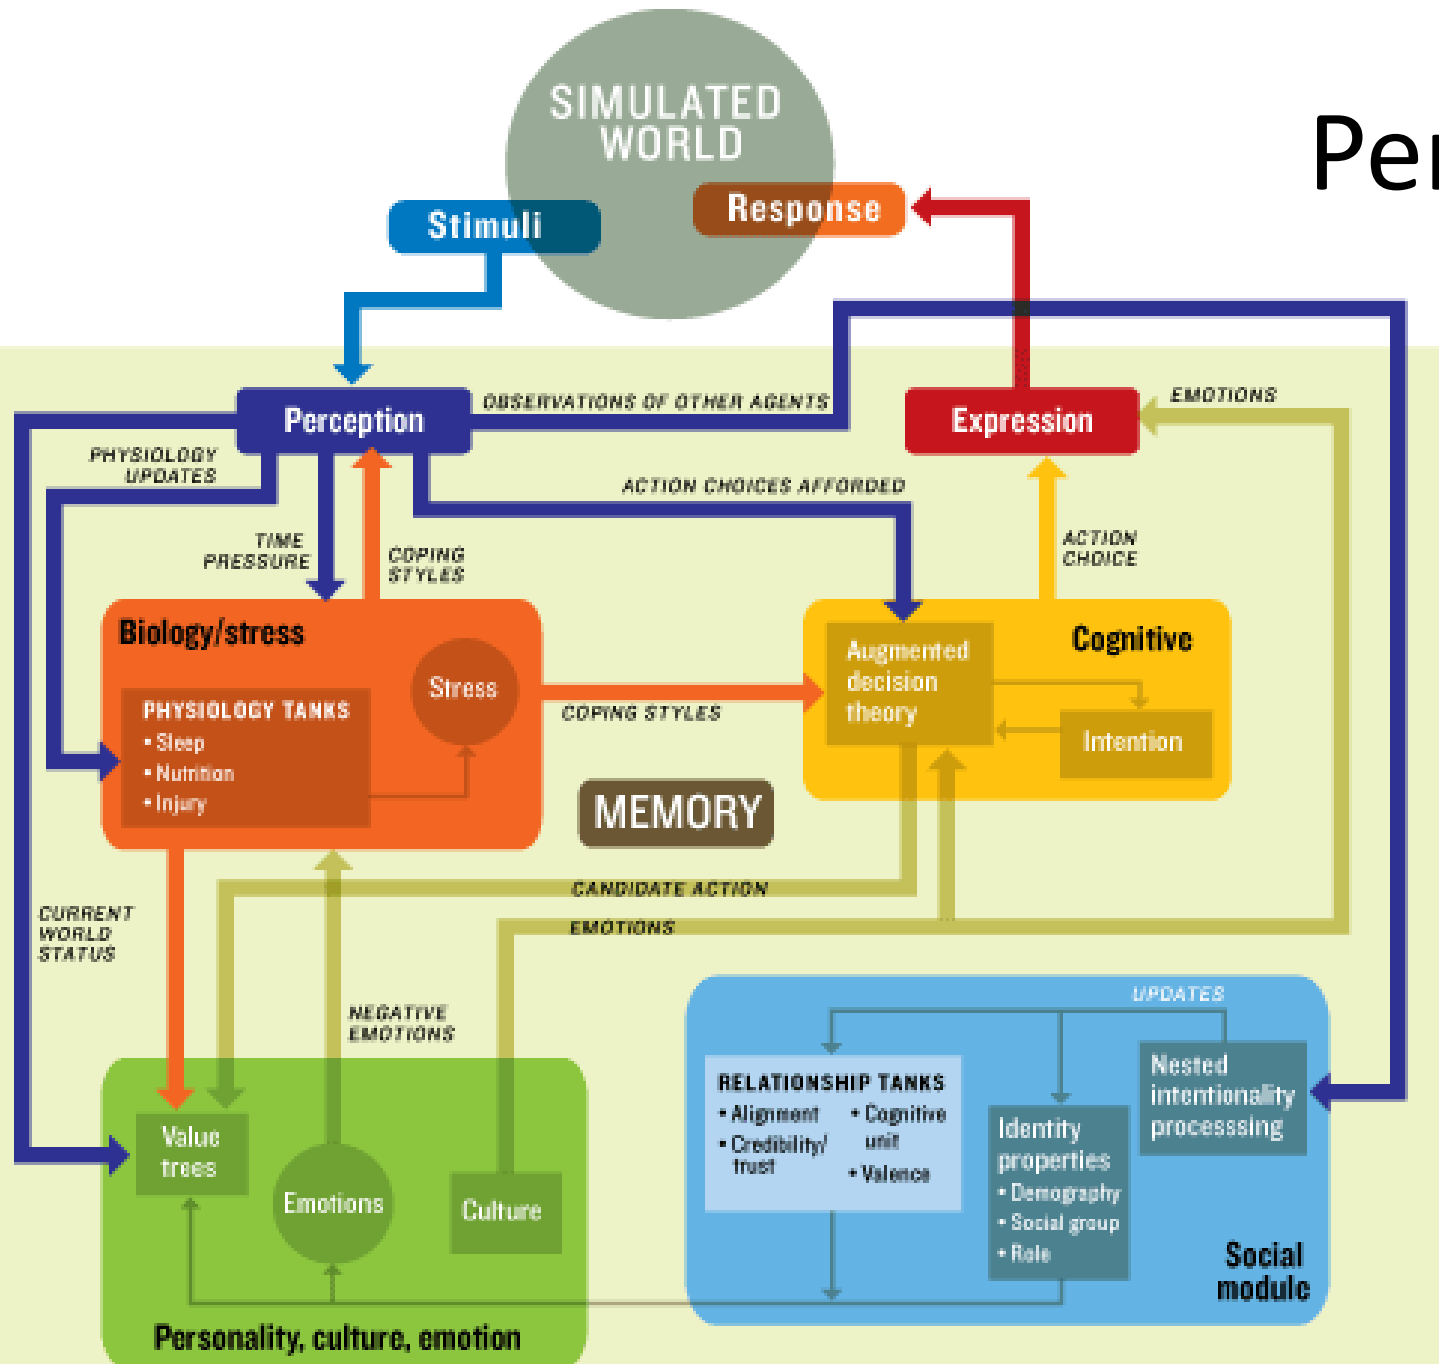 SIMULATED
WORLD
Per
Stimuli
Response
Perception
OBSERVATIONS OF OTHER AGENTS
Expression
EMOTIONS
PHYSIOLOGY
UPDATES
ACTION CHOICES AFFORDED
TIME
PRESSURE
COPING
STYLES
ACTION
CHOICE
Biology/stress
Stress
PHYSIOLOGY TANKS
• Sleep
• Nutrition
• Injury
COPING STYLES
Augmented
decision
theory
Cognitive
Intention
MEMORY
CANDIDATE ACTION
EMOTIONS
CURRENT
WORLD
STATUS
NEGATIVE
EMOTIONS
Value
trees
Emotions
Culture
Personality, culture, emotion
UPDATES
RELATIONSHIP TANKS
• Alignment
• Credibility/
trust
• Cognitive
unit
• Valence
Identity
properties
• Demography
• Social group
• Role
Nested
intentionality
processsing
Social
module